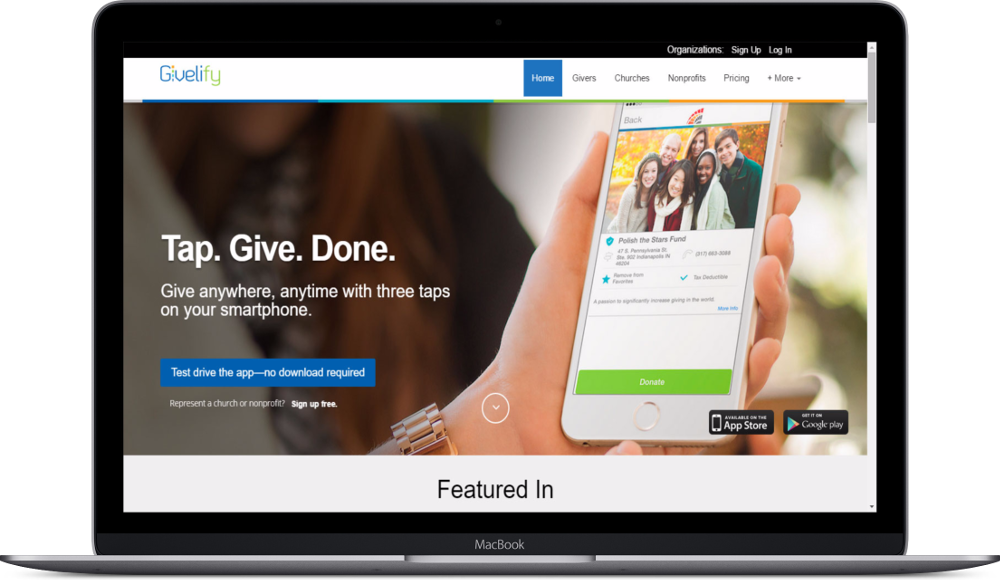 Organizations: Sign Up Log In
Givelify
Home Givers Churches Nonprofits Pricing + More
Back
Polish the Stars Fund
47 S. Pennsylvania St.
Ste. 802 Indianapolis IN
46204
(317) 663-3088
Remove from
Favorites
Tax Deductible
A passion to significantly increase giving in the world.
More Info
Donate
Tap. Give. Done.
Give anywhere, anytime with three taps
on your smartphone.
Test drive the app—no download required
Represent a church or nonprofit? Sign up free.
AVAILABLE ON THE
App Store
GET IT ON
Google play
Featured In
MacBook